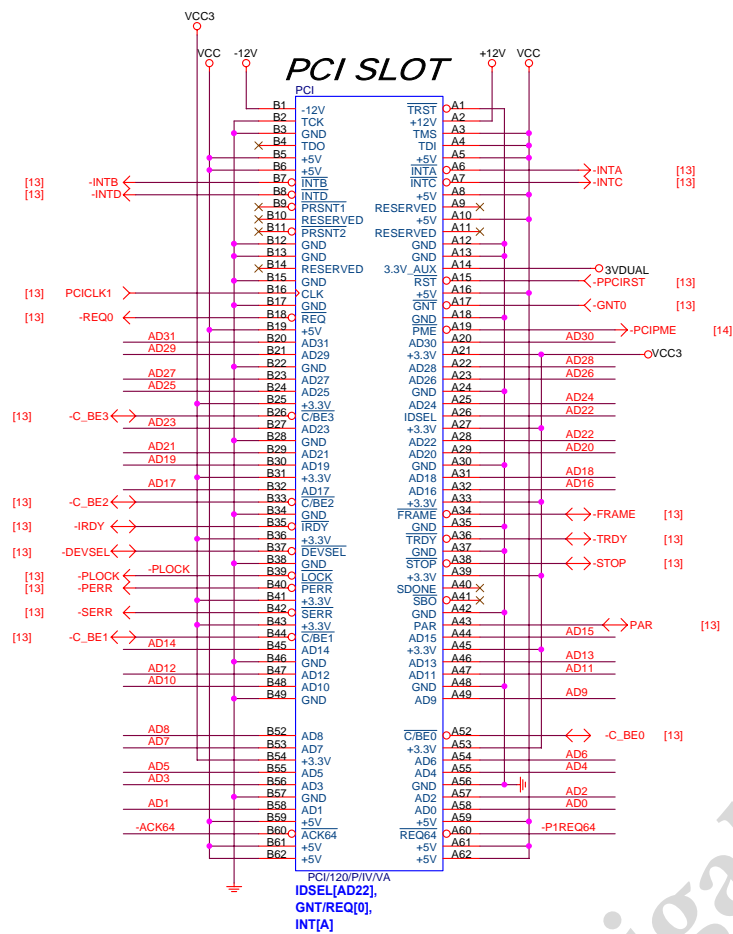 VCC3
VCC -12V +12V VCC
PCI SLOT
PCI
B1 -12V TRST A1
B2 TCK +12V A2
B3 GND TMS A3
B4 TDO TDI A4
B5 +5V +5V A5
B6 +5V INTA A6 -INTA [13]
[13] -INTB B7 INTB INTC A7 -INTC [13]
[13] -INTD B8 INTD +5V A8
B9 PRSNT1 RESERVED A9
B10 RESERVED +5V A10
B11 PRSNT2 RESERVED A11
B12 GND GND A12
B13 GND GND A13
B14 RESERVED 3.3V_AUX A14 3VDUAL
B15 GND RST A15 -PPCIRST [13]
[13] PCICLK1 B16 CLK +5V A16
B17 GND GNT A17 -GNT0 [13]
[13] -REQ0 B18 REQ GND A18
B19 +5V PME A19 -PCIPME [14]
AD31 B20 AD31 AD30 A20 AD30
AD29 B21 AD29 +3.3V A21 VCC3
B22 GND AD28 A22 AD28
AD27 B23 AD27 AD26 A23 AD26
AD25 B24 AD25 GND A24
B25 +3.3V AD24 A25 AD24
[13] -C_BE3 B26 C/BE3 IDSEL A26 AD22
AD23 B27 AD23 +3.3V A27
B28 GND AD22 A28 AD22
AD21 B29 AD21 AD20 A29 AD20
AD19 B30 AD19 GND A30
B31 +3.3V AD18 A31 AD18
AD17 B32 AD17 AD16 A32 AD16
[13] -C_BE2 B33 C/BE2 +3.3V A33
B34 GND FRAME A34 -FRAME [13]
[13] -IRDY B35 IRDY GND A35
B36 +3.3V TRDY A36 -TRDY [13]
[13] -DEVSEL B37 DEVSEL GND A37
B38 GND STOP A38 -STOP [13]
[13] -PLOCK -PLOCK B39 LOCK +3.3V A39
[13] -PERR B40 PERR SDONE A40
B41 +3.3V SBO A41
[13] -SERR B42 SERR GND A42
B43 +3.3V PAR A43 PAR [13]
[13] -C_BE1 B44 C/BE1 AD15 A44 AD15
AD14 B45 AD14 +3.3V A45
B46 GND AD13 A46 AD13
AD12 B47 AD12 AD11 A47 AD11
AD10 B48 AD10 GND A48
B49 GND AD9 A49 AD9
AD8 B52 AD8 C/BE0 A52 -C_BE0 [13]
AD7 B53 AD7 +3.3V A53
B54 +3.3V AD6 A54 AD6
AD5 B55 AD5 AD4 A55 AD4
AD3 B56 AD3 GND A56
B57 GND AD2 A57 AD2
AD1 B58 AD1 AD0 A58 AD0
B59 +5V +5V A59
-ACK64 B60 ACK64 REQ64 A60 -P1REQ64
B61 +5V +5V A61
B62 +5V +5V A62
PCI/120/P/IV/VA
IDSEL[AD22],
GNT/REQ[0],
INT[A]